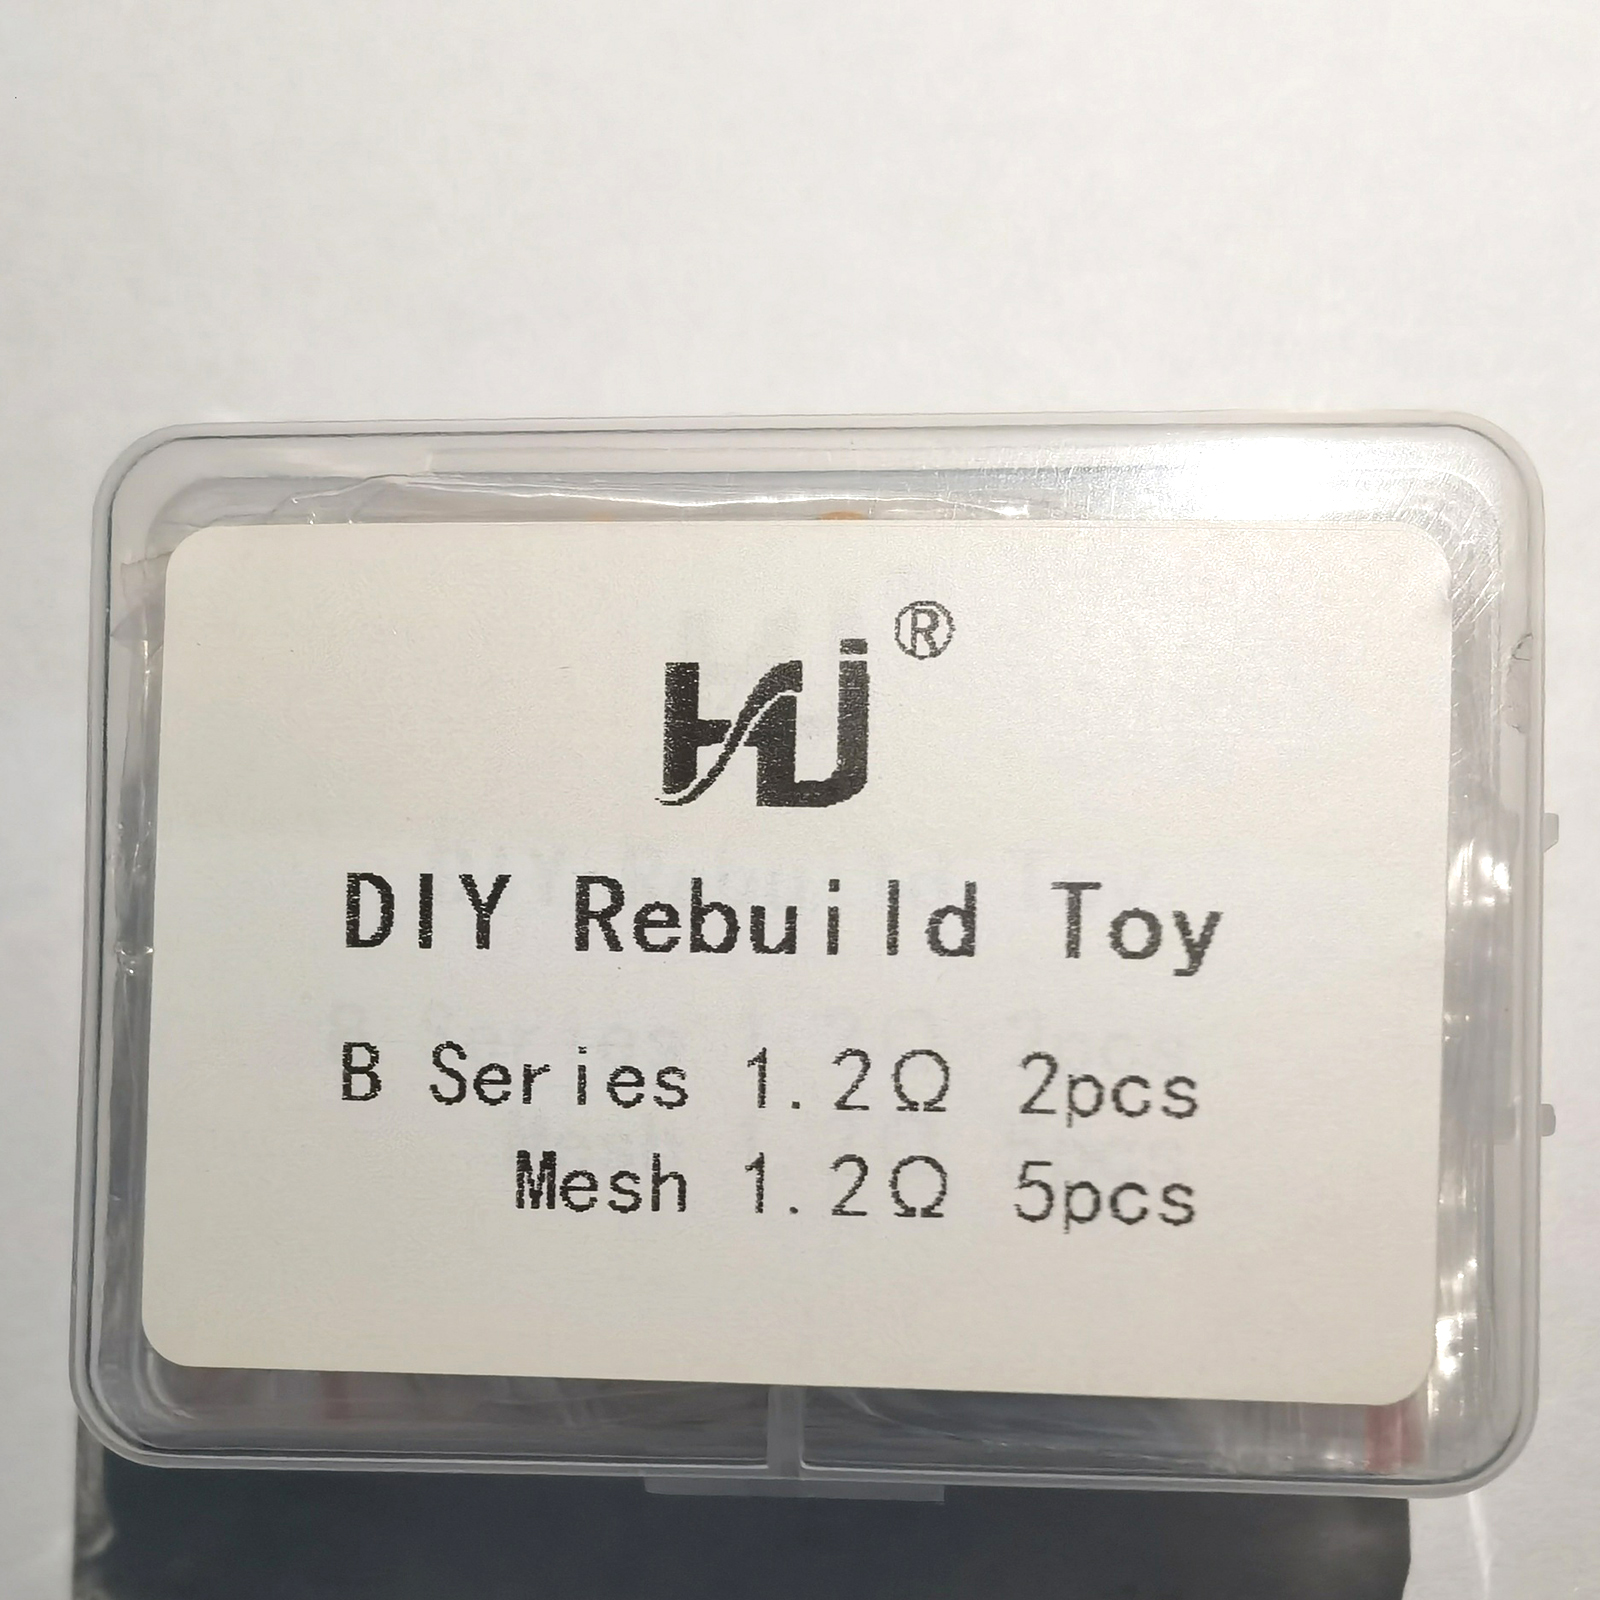 HJ®
DIY Rebuild Toy
B Series 1.2Ω 2pcs
Mesh 1.2Ω 5pcs